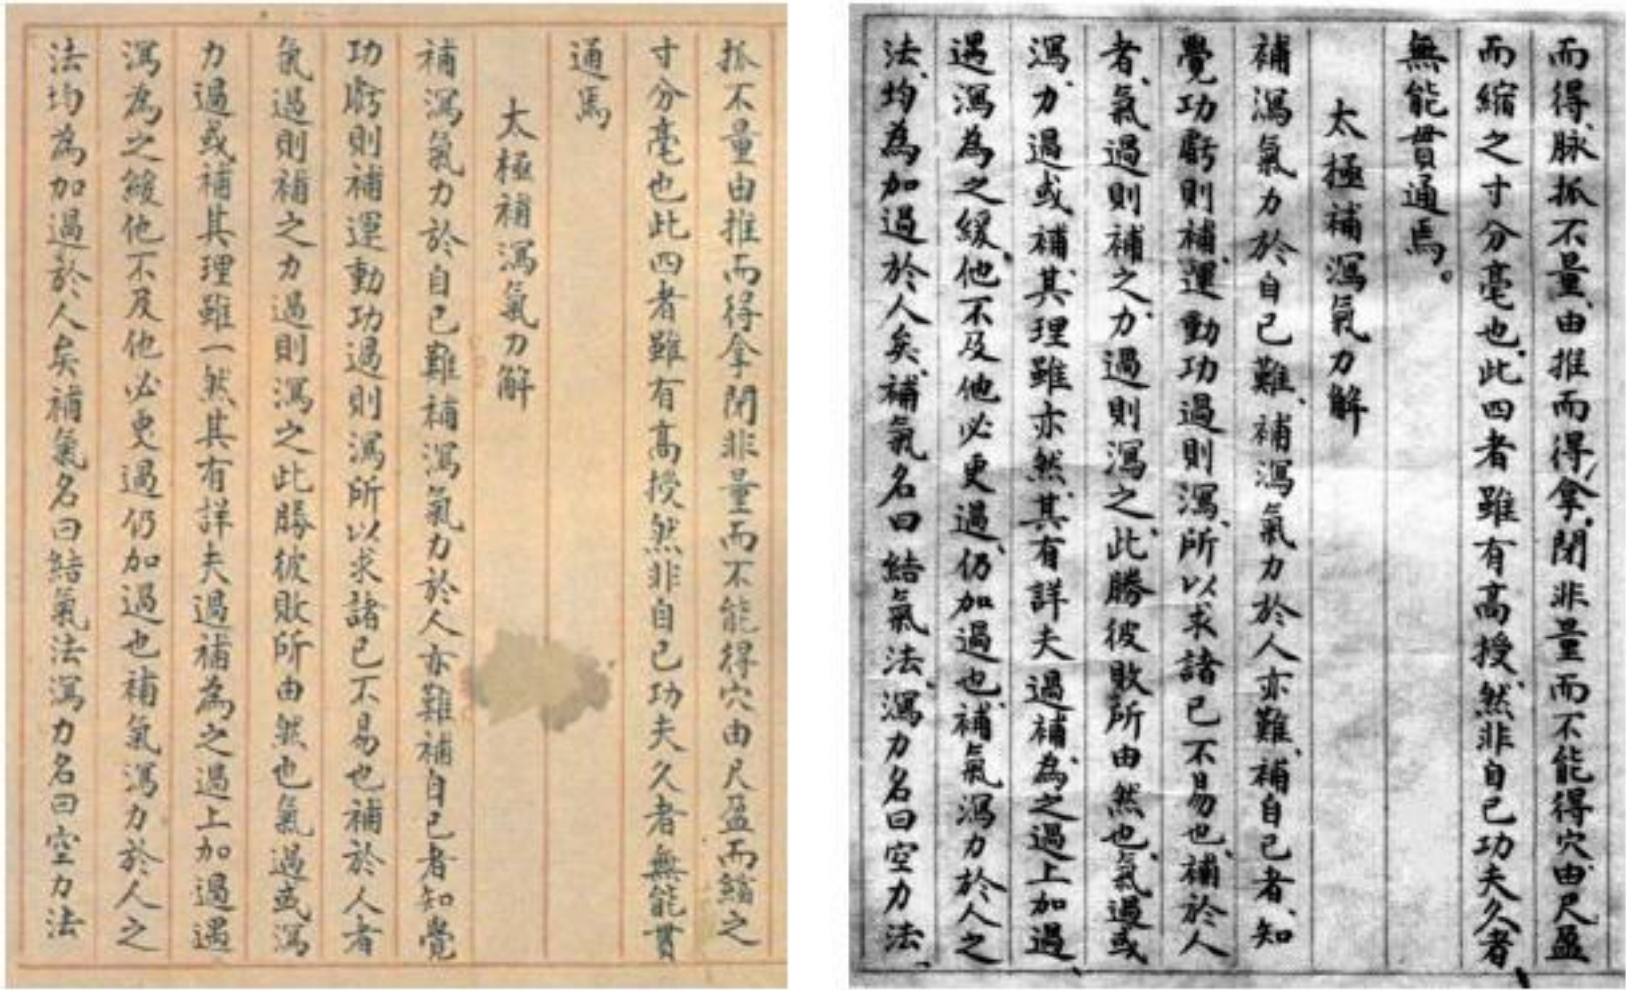 抓不量由推而得拿閉非量而不能得穴由尺盈而縮之
寸分毫也此四者雖有高授然非自己功夫久者無能貫
通焉
太極補瀉氣力解
補瀉氣力於自己難補瀉氣力於人亦難補自己者知覺
功虧則補運動功過則瀉所以求諸己不易也補於人者
氣過則補之力過則瀉之此勝彼敗所由然也氣過或瀉
力過或補其理雖一然其有詳夫過補為之過上加過遇
瀉為之緩他不及他必更過仍加過也補氣瀉力於人之
法均為加過於人矣補氣名曰結氣法瀉力名曰空力法
而得、脉抓不量、由推而得、拿、閉非量而不能得穴、由尺盈
而縮之寸分毫也、此四者雖有高授、然非自己功夫久者、
無能貫通焉。
太極補瀉氣力解
補瀉氣力於自己難、補瀉氣力於人亦難、補自己者、知
覺功虧則補、運動功過則瀉、所以求諸己不易也、補於人
者、氣過則補之、力過則瀉之、此勝彼敗所由然也、氣過或
瀉、力過或補、其理雖亦然、其有詳夫過補、為之過上加過、
遇瀉為之緩、他不及他必更過、仍加過也、補氣瀉力於人之
法、均為加過於人矣、補氣名曰結氣法、瀉力名曰空力法、